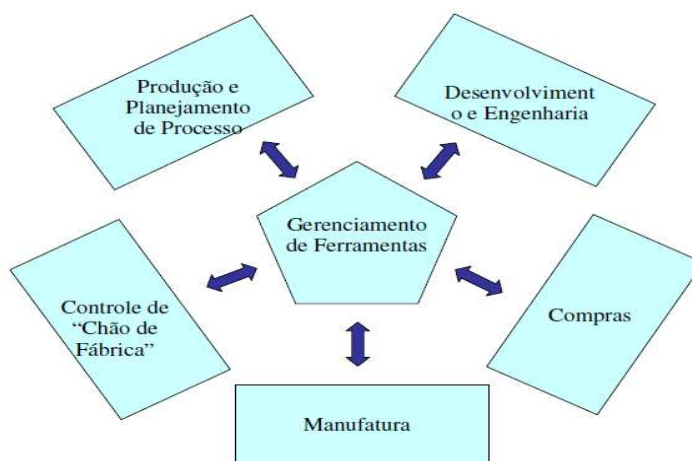 Produção e
Planejamento
de Processo
Desenvolviment
o e Engenharia
Gerenciamento
de Ferramentas
Controle de
“Chão de
Fábrica”
Compras
Manufatura